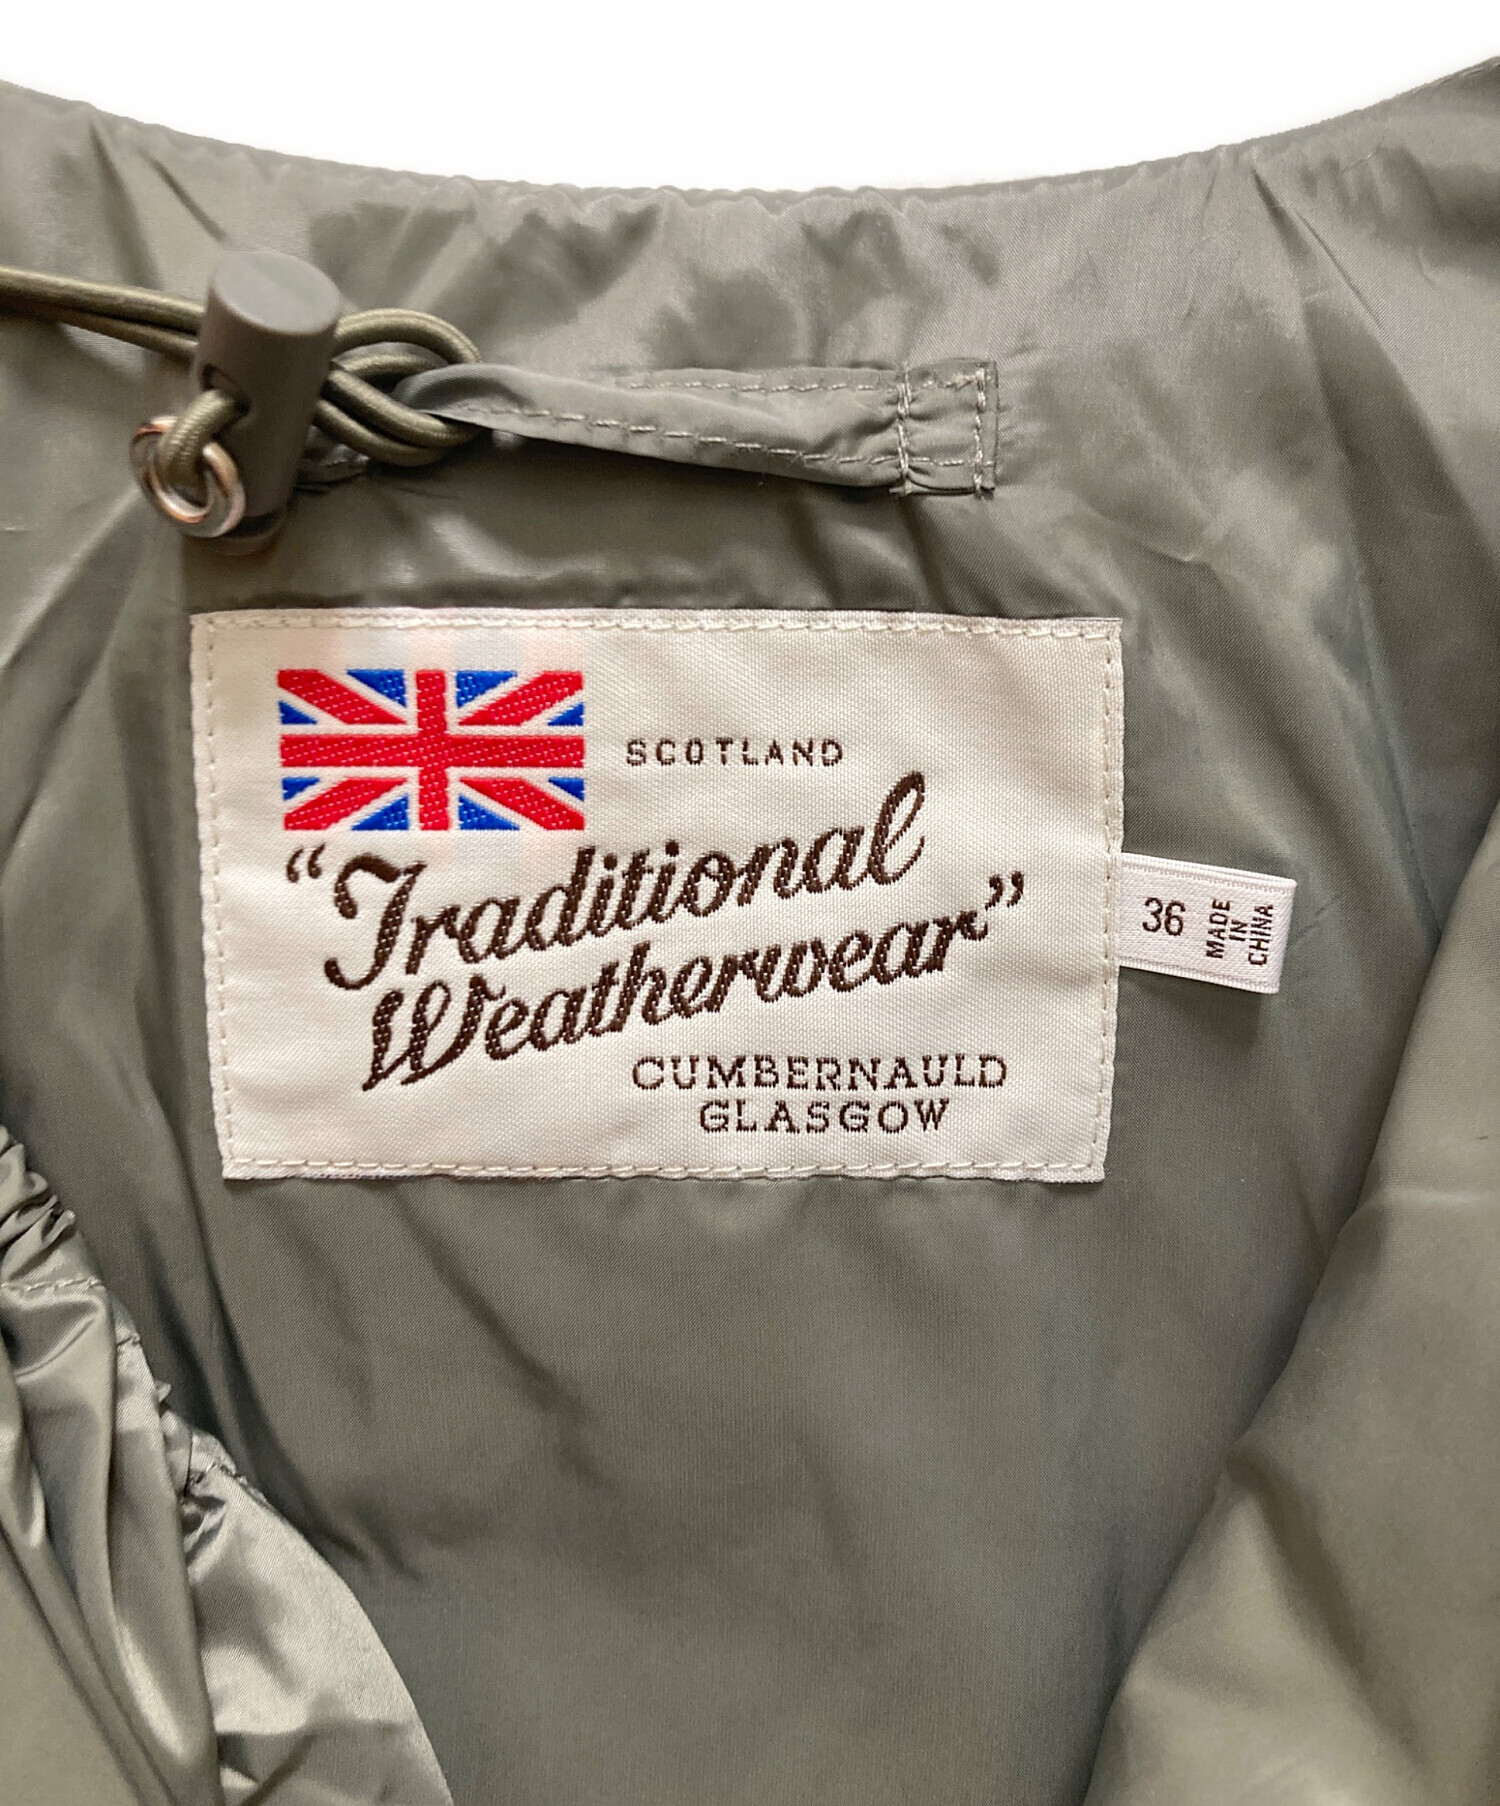 SCOTLAND
“Traditional
Weatherwear”
CUMBERNAULD
GLASGOW
36
MADE
IN
CHINA